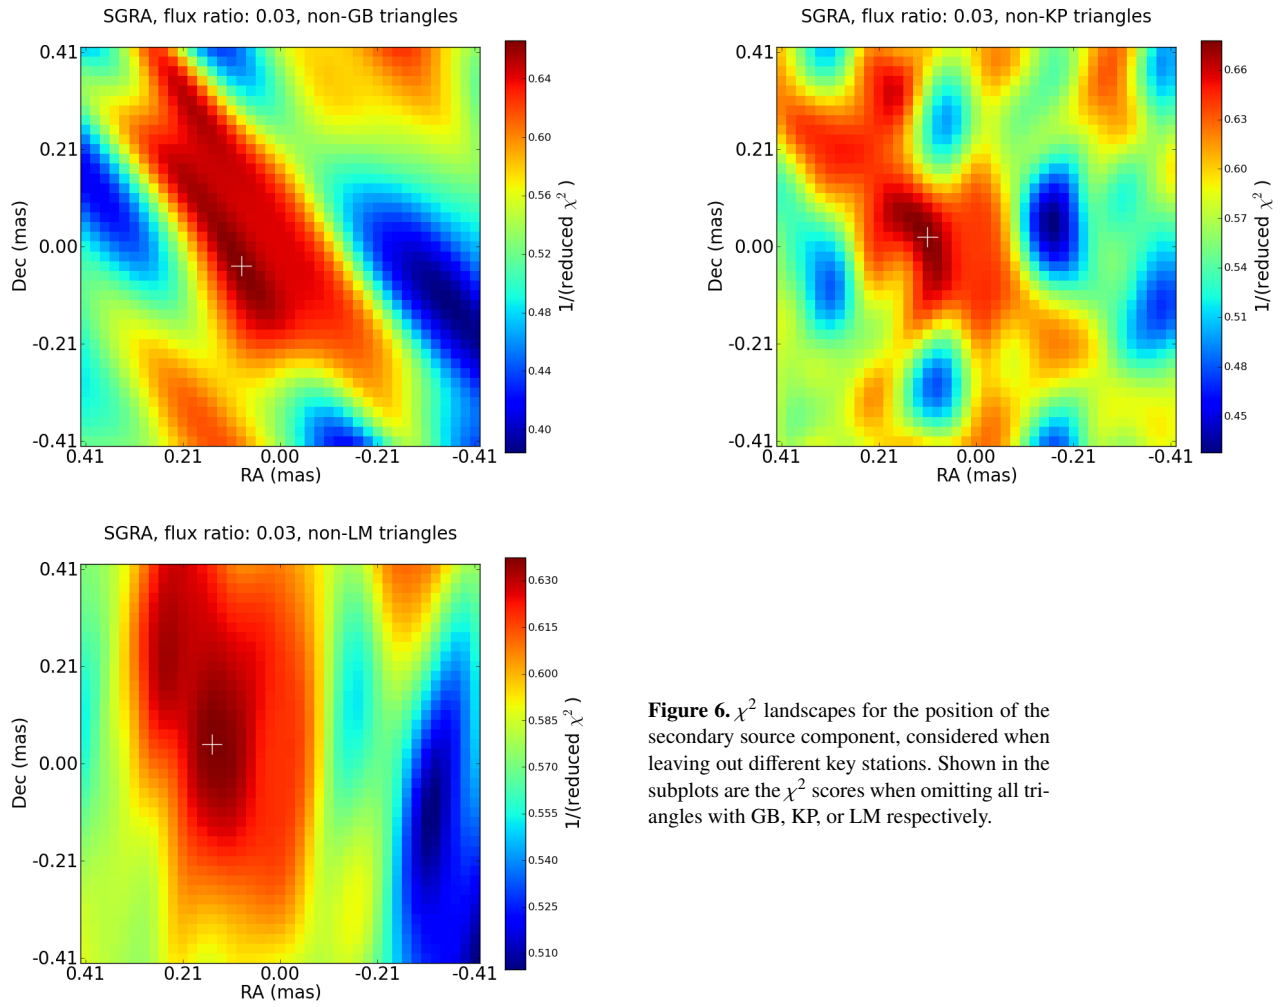 SGRA, flux ratio: 0.03, non-GB triangles
0.41
0.21
0.00
-0.21
-0.41
Dec (mas)
0.41 0.21 0.00 -0.21 -0.41
RA (mas)
0.64
0.60
0.56
0.52
0.48
0.44
0.40
1/(reduced χ² )
SGRA, flux ratio: 0.03, non-KP triangles
0.41
0.21
0.00
-0.21
-0.41
Dec (mas)
0.41 0.21 0.00 -0.21 -0.41
RA (mas)
0.66
0.63
0.60
0.57
0.54
0.51
0.48
0.45
1/(reduced χ² )
SGRA, flux ratio: 0.03, non-LM triangles
0.41
0.21
0.00
-0.21
-0.41
Dec (mas)
0.41 0.21 0.00 -0.21 -0.41
RA (mas)
0.630
0.615
0.600
0.585
0.570
0.555
0.540
0.525
0.510
1/(reduced χ² )
Figure 6. χ² landscapes for the position of the
secondary source component, considered when
leaving out different key stations. Shown in the
subplots are the χ² scores when omitting all tri-
angles with GB, KP, or LM respectively.